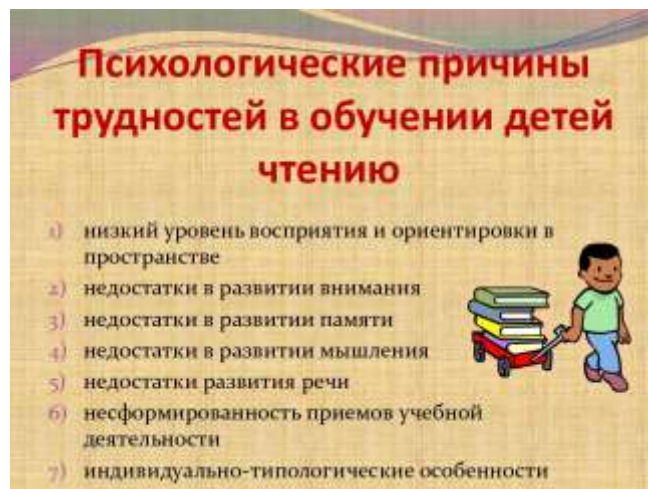 Психологические причины
трудностей в обучении детей
чтению
1) низкий уровень восприятия и ориентировки в
пространстве
2) недостатки в развитии внимания
3) недостатки в развитии памяти
4) недостатки в развитии мышления
5) недостатки развития речи
6) несформированность приемов учебной
деятельности
7) индивидуально-типологические особенности